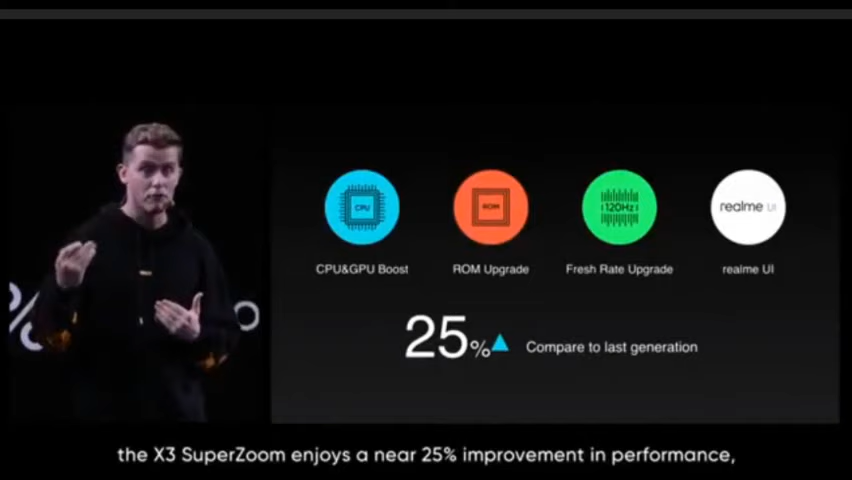 CPU
ROM
120Hz
realme UI
CPU&GPU Boost
ROM Upgrade
Fresh Rate Upgrade
realme UI
25%
Compare to last generation
%
the X3 SuperZoom enjoys a near 25% improvement in performance,